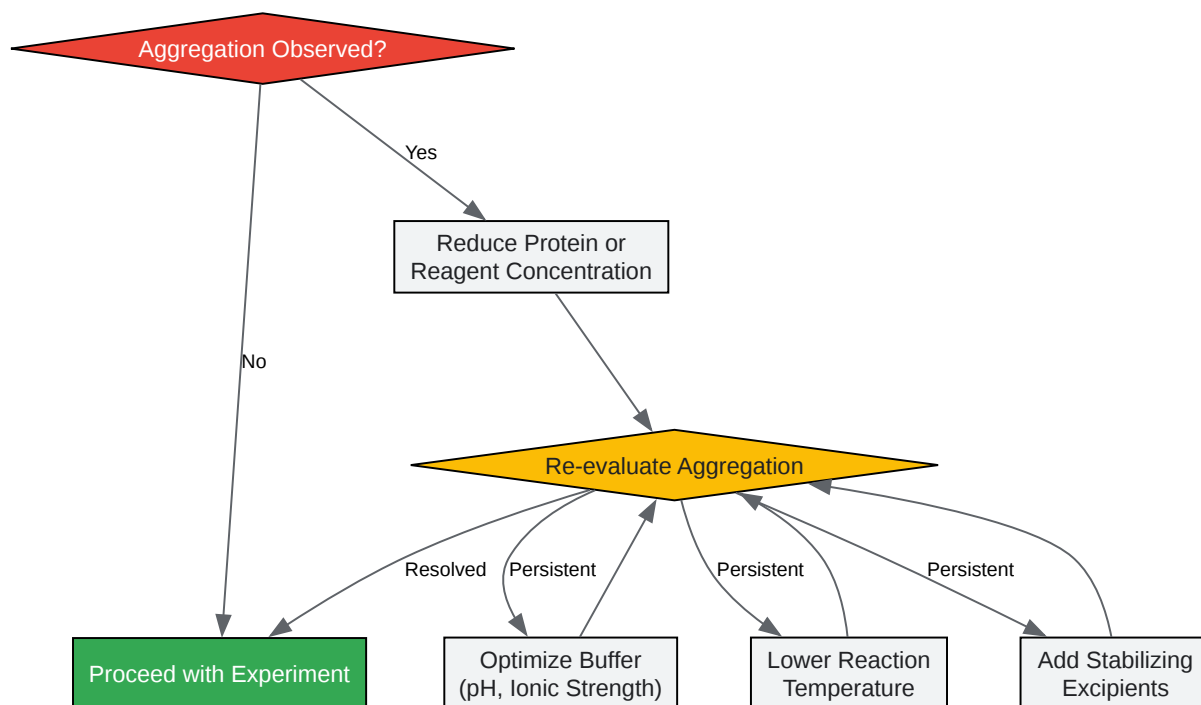 Aggregation Observed?
Yes
Reduce Protein or
Reagent Concentration
No
Re-evaluate Aggregation
Resolved
Persistent
Persistent
Persistent
Proceed with Experiment
Optimize Buffer
(pH, Ionic Strength)
Lower Reaction
Temperature
Add Stabilizing
Excipients